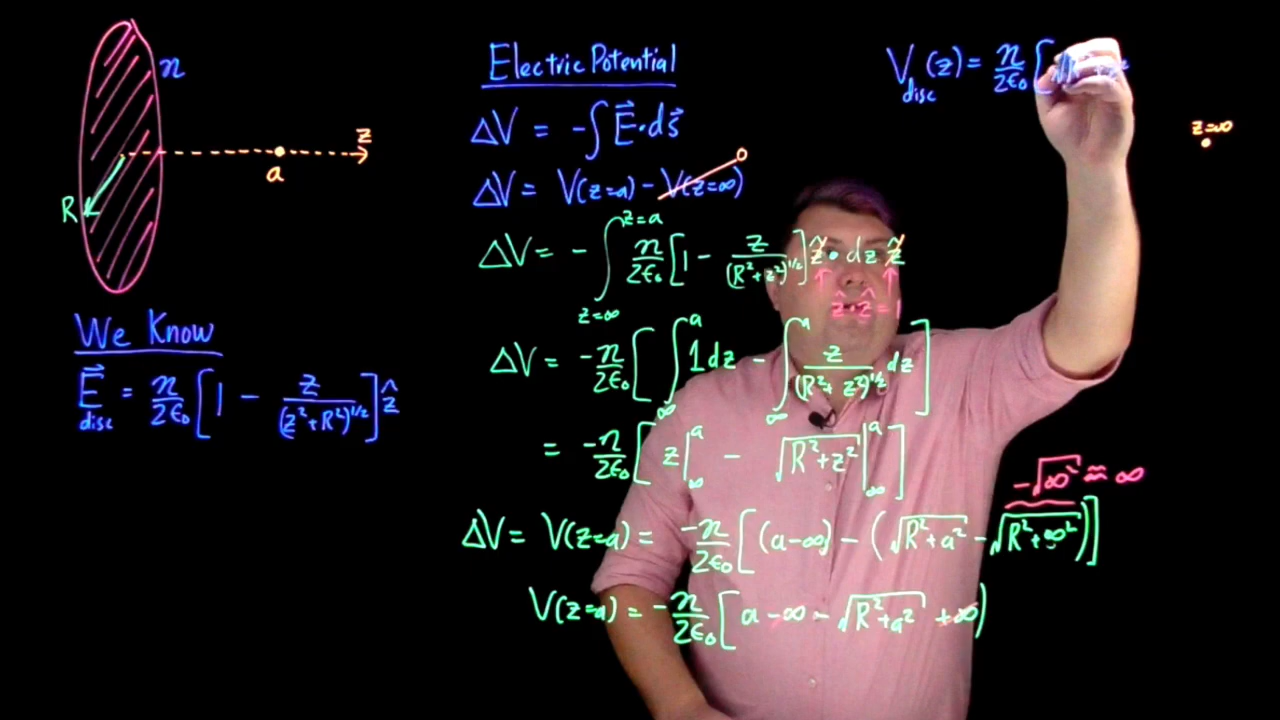 η
z
a
R
We Know
E⃗_disc = η/2ε₀ [1 - z/(z²+R²)^1/2] ẑ
Electric Potential
ΔV = -∫E⃗·ds⃗
ΔV = V(z=a) - V(z=∞) 0
ΔV = -∫_{z=∞}^{z=a} η/2ε₀ [1 - z/(R²+z²)^1/2] ẑ · dz ẑ
ẑ·ẑ = 1
ΔV = -η/2ε₀ [∫_∞^a 1dz - ∫_∞^a z/(R²+z²)^1/2 dz]
= -η/2ε₀ [z|_∞^a - √(R²+z²)|_∞^a]
-√∞² ≈ ∞
ΔV = V(z=a) = -η/2ε₀ [(a-∞) - (√(R²+a²) - √(R²+∞²))]
V(z=a) = -η/2ε₀ [a - ∞ - √(R²+a²) + ∞)
V_disc(z) = η/2ε₀ [
z=∞